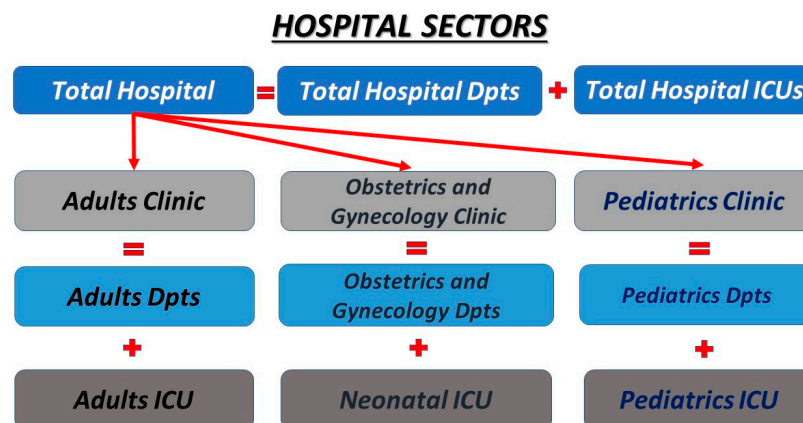 HOSPITAL SECTORS
Total Hospital = Total Hospital Dpts + Total Hospital ICUs
Adults Clinic
Obstetrics and
Gynecology Clinic
Pediatrics Clinic
= = =
Adults Dpts
Obstetrics and
Gynecology Dpts
Pediatrics Dpts
+ + +
Adults ICU
Neonatal ICU
Pediatrics ICU